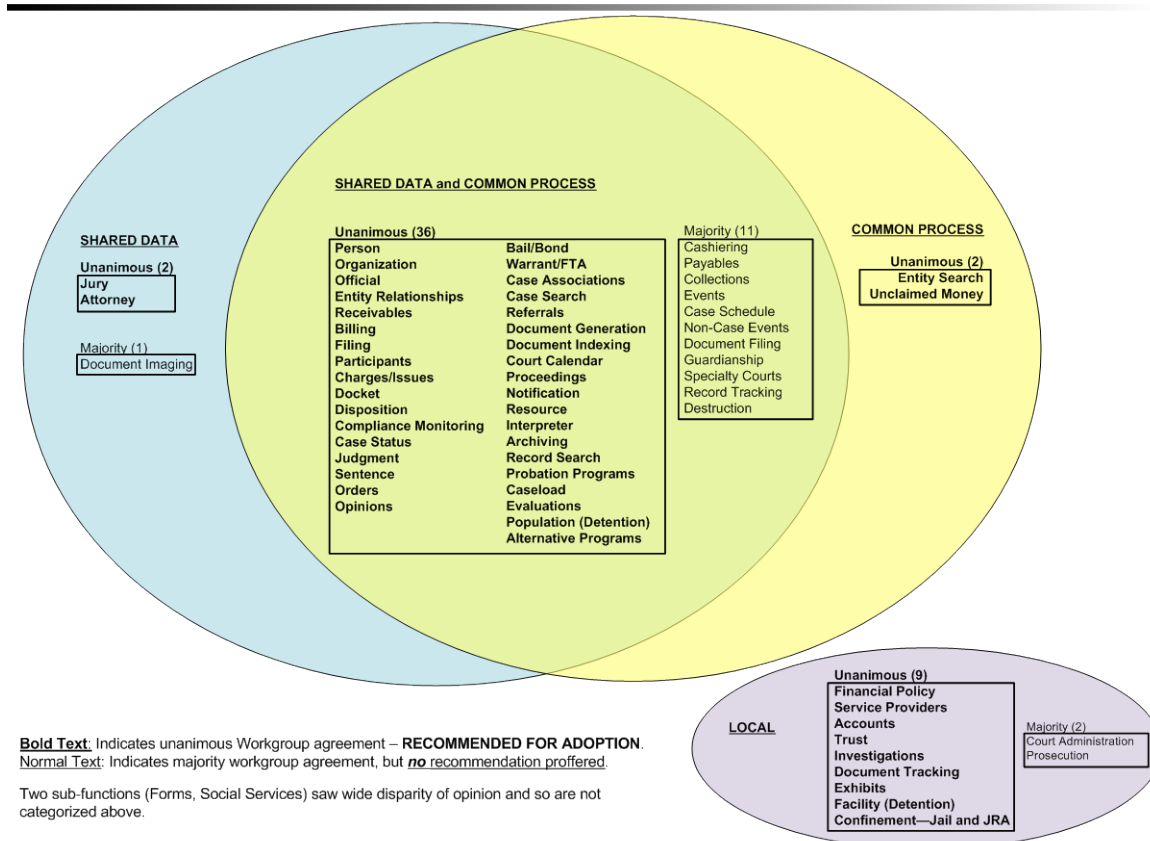 SHARED DATA
Unanimous (2)
Jury
Attorney
Majority (1)
Document Imaging
SHARED DATA and COMMON PROCESS
Unanimous (36)
Person
Organization
Official
Entity Relationships
Receivables
Billing
Filing
Participants
Charges/Issues
Docket
Disposition
Compliance Monitoring
Case Status
Judgment
Sentence
Orders
Opinions
Bail/Bond
Warrant/FTA
Case Associations
Case Search
Referrals
Document Generation
Document Indexing
Court Calendar
Proceedings
Notification
Resource
Interpreter
Archiving
Record Search
Probation Programs
Caseload
Evaluations
Population (Detention)
Alternative Programs
Majority (11)
Cashiering
Payables
Collections
Events
Case Schedule
Non-Case Events
Document Filing
Guardianship
Specialty Courts
Record Tracking
Destruction
COMMON PROCESS
Unanimous (2)
Entity Search
Unclaimed Money
LOCAL
Unanimous (9)
Financial Policy
Service Providers
Accounts
Trust
Investigations
Document Tracking
Exhibits
Facility (Detention)
Confinement—Jail and JRA
Majority (2)
Court Administration
Prosecution
Bold Text: Indicates unanimous Workgroup agreement – RECOMMENDED FOR ADOPTION.
Normal Text: Indicates majority workgroup agreement, but no recommendation proffered.
Two sub-functions (Forms, Social Services) saw wide disparity of opinion and so are not
categorized above.